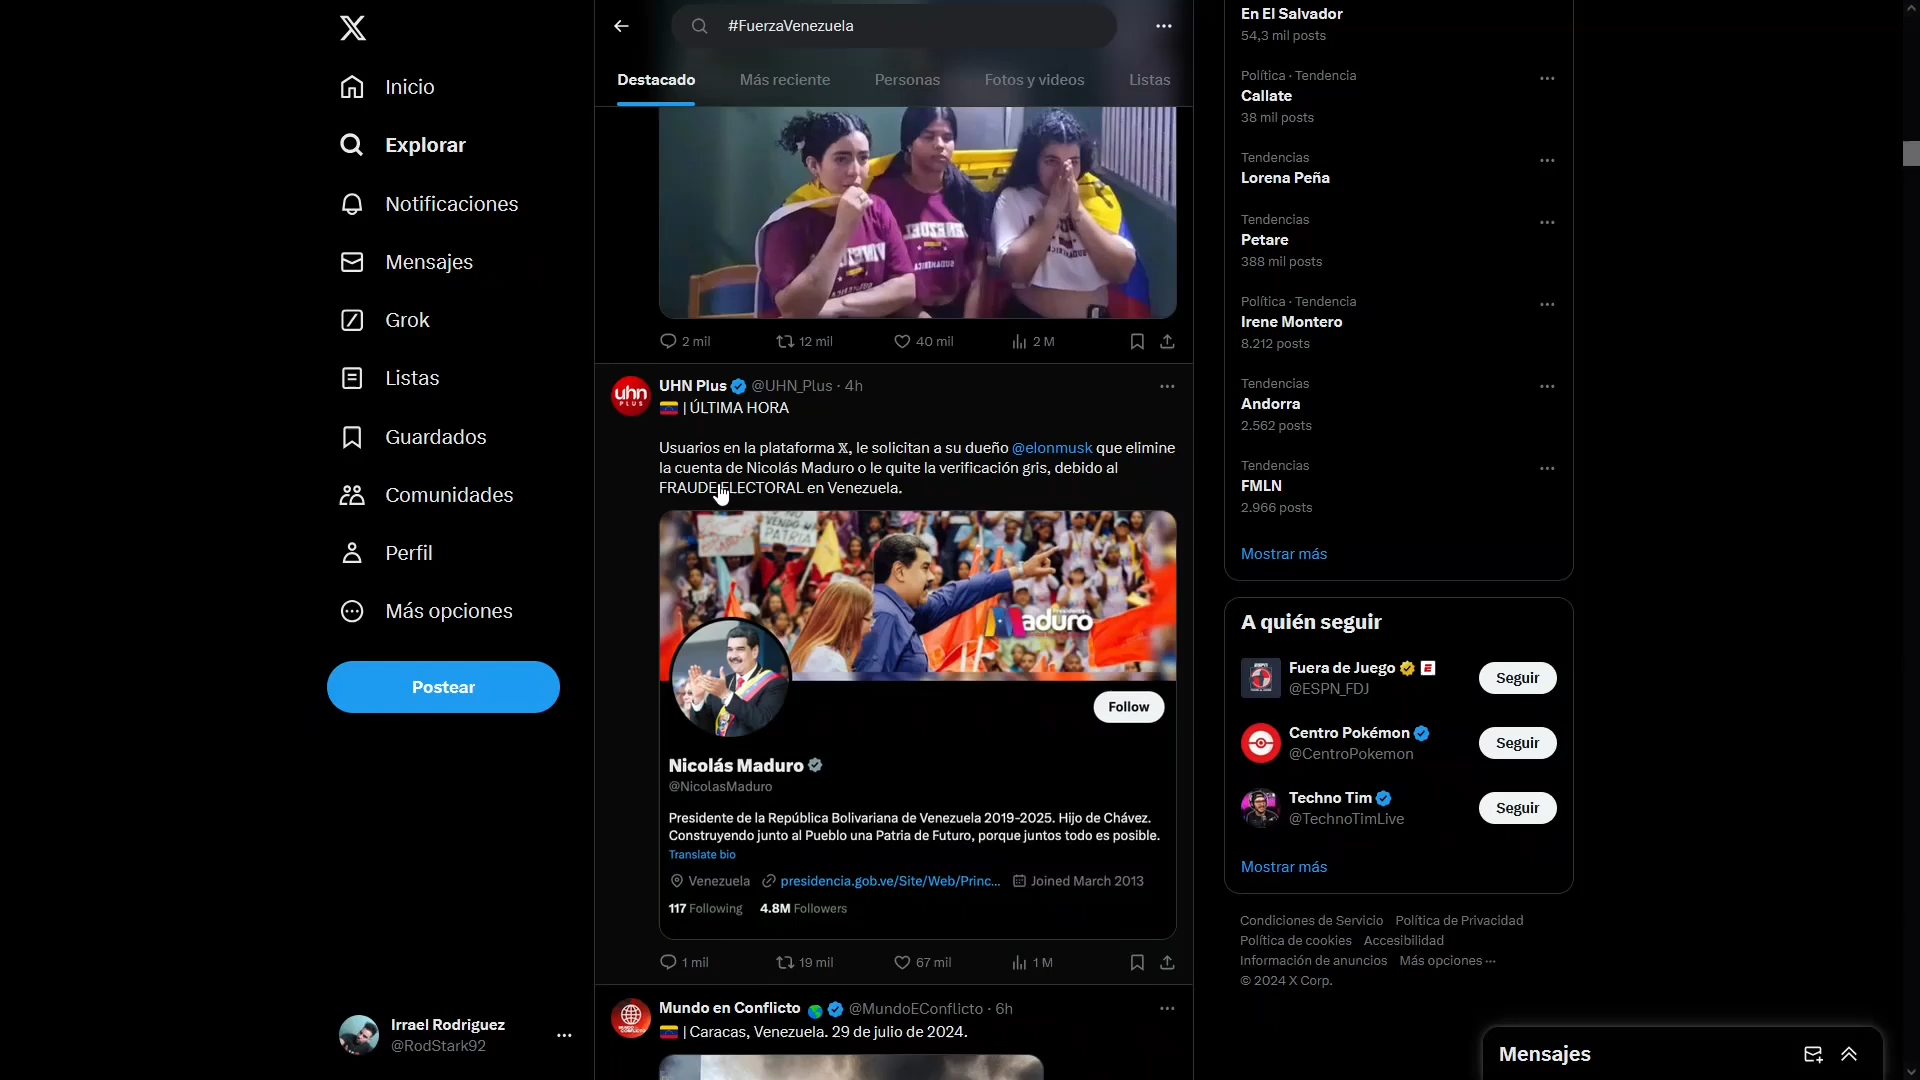 Inicio
Explorar
Notificaciones
Mensajes
Grok
Listas
Guardados
Comunidades
Perfil
Más opciones
Postear
Irrael Rodriguez
@RodStark92
#FuerzaVenezuela
Destacado Más reciente Personas Fotos y videos Listas
2 mil 12 mil 40 mil 2 M
uhn
PLUS
UHN Plus @UHN_Plus · 4h
🇻🇪 | ÚLTIMA HORA
Usuarios en la plataforma 𝕏, le solicitan a su dueño @elonmusk que elimine
la cuenta de Nicolás Maduro o le quite la verificación gris, debido al
FRAUDE ELECTORAL en Venezuela.
Maduro
Follow
Nicolás Maduro
@NicolasMaduro
Presidente de la República Bolivariana de Venezuela 2019-2025. Hijo de Chávez.
Construyendo junto al Pueblo una Patria de Futuro, porque juntos todo es posible.
Translate bio
Venezuela presidencia.gob.ve/Site/Web/Princ... Joined March 2013
117 Following 4.8M Followers
1 mil 19 mil 67 mil 1 M
Mundo en Conflicto 🌎 @MundoEConflicto · 6h
🇻🇪 | Caracas, Venezuela. 29 de julio de 2024.
En El Salvador
54,3 mil posts
Política · Tendencia
Callate
38 mil posts
Tendencias
Lorena Peña
Tendencias
Petare
388 mil posts
Política · Tendencia
Irene Montero
8.212 posts
Tendencias
Andorra
2.562 posts
Tendencias
FMLN
2.966 posts
Mostrar más
A quién seguir
Fuera de Juego
@ESPN_FDJ
Seguir
Centro Pokémon
@CentroPokemon
Seguir
Techno Tim
@TechnoTimLive
Seguir
Mostrar más
Condiciones de Servicio Política de Privacidad
Política de cookies Accesibilidad
Información de anuncios Más opciones ···
© 2024 X Corp.
Mensajes